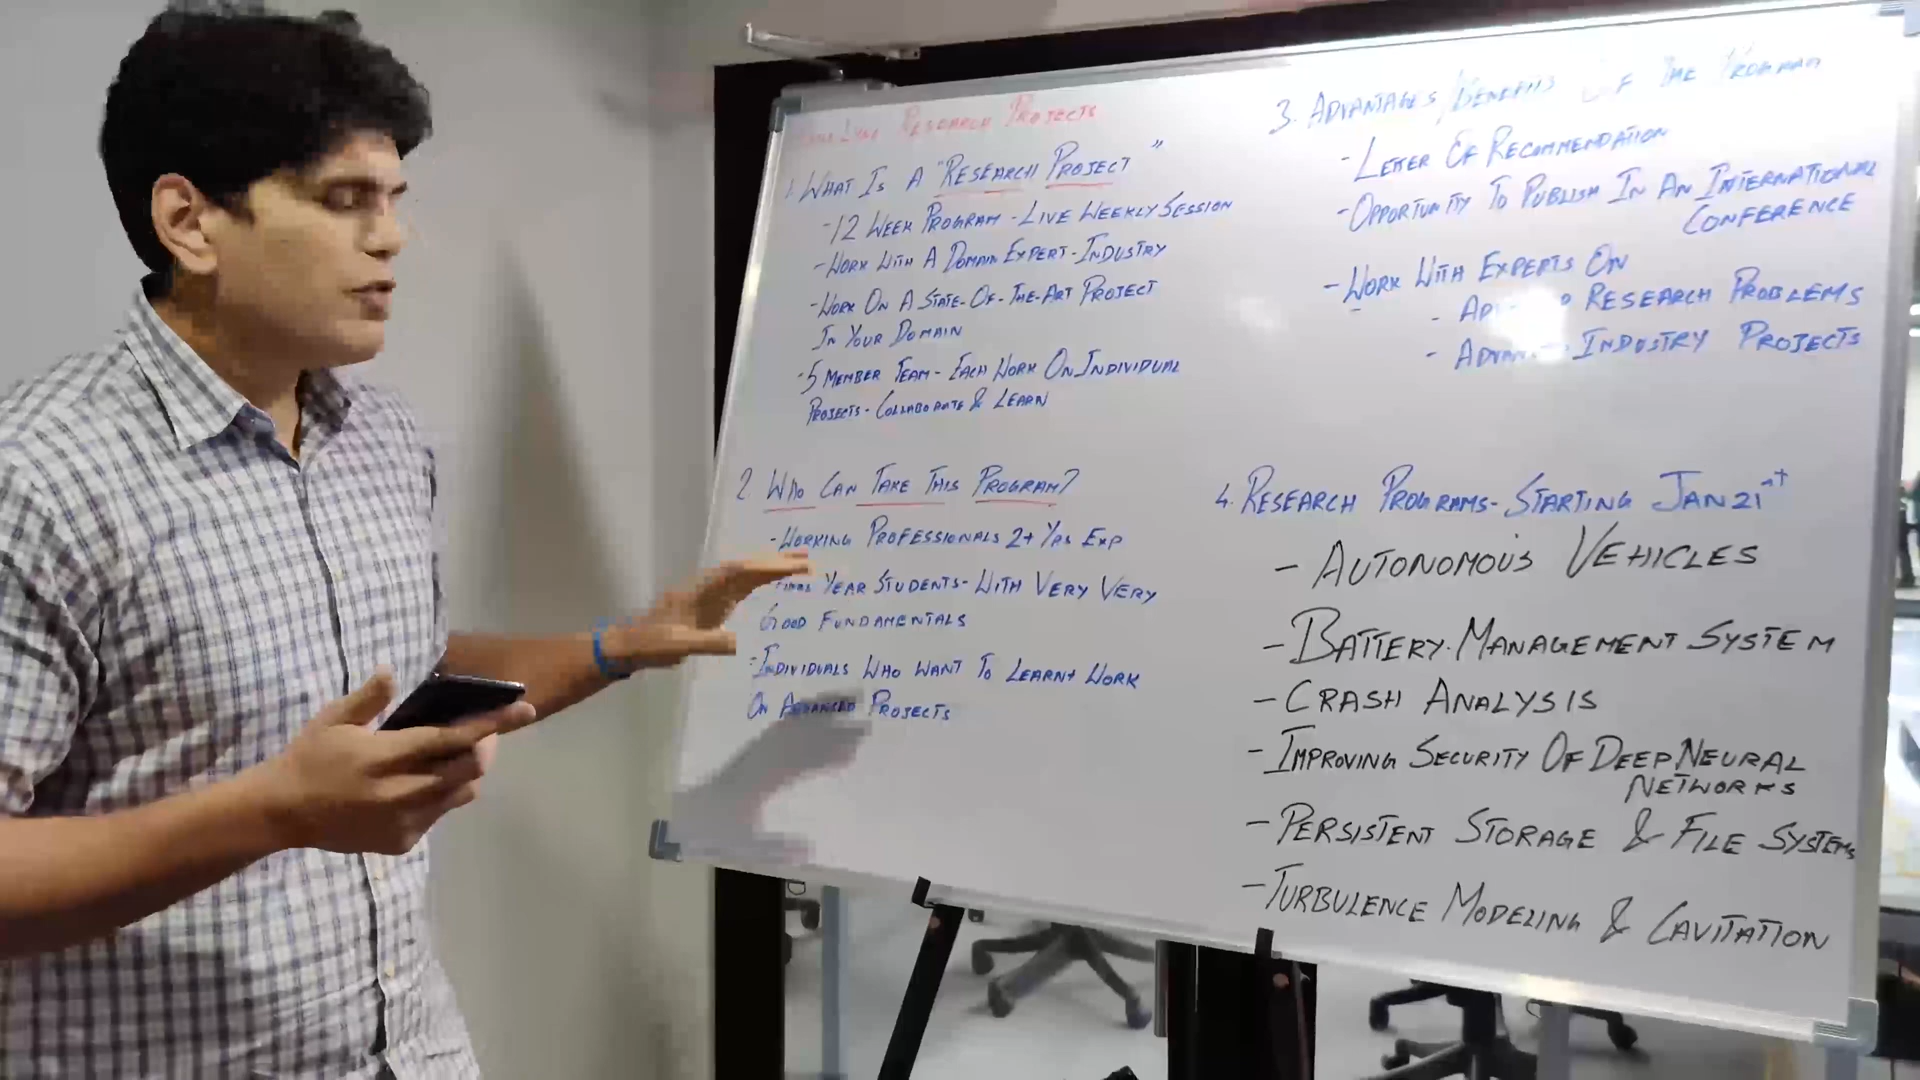 RESEARCH PROJECTS
1. WHAT IS A "RESEARCH PROJECT"
-12 WEEK PROGRAM - LIVE WEEKLY SESSION
-WORK WITH A DOMAIN EXPERT-INDUSTRY
-WORK ON A STATE-OF-THE-ART PROJECT
IN YOUR DOMAIN
-5 MEMBER TEAM - EACH WORK ON INDIVIDUAL
PROJECTS - COLLABORATE & LEARN
2. WHO CAN TAKE THIS PROGRAM?
-WORKING PROFESSIONALS 2+ YRS EXP
YEAR STUDENTS - WITH VERY VERY
GOOD FUNDAMENTALS
-INDIVIDUALS WHO WANT TO LEARN+ WORK
ON ADVANCED PROJECTS
3. ADVANTAGES/BENEFITS OF THE PROGRAM
-LETTER OF RECOMMENDATION
-OPPORTUNITY TO PUBLISH IN AN INTERNATIONAL
CONFERENCE
-WORK WITH EXPERTS ON
- RESEARCH PROBLEMS
- INDUSTRY PROJECTS
4. RESEARCH PROGRAMS - STARTING JAN 21st
- AUTONOMOUS VEHICLES
-BATTERY MANAGEMENT SYSTEM
-CRASH ANALYSIS
-IMPROVING SECURITY OF DEEP NEURAL
NETWORKS
-PERSISTENT STORAGE & FILE SYSTEMS
-TURBULENCE MODELING & CAVITATION